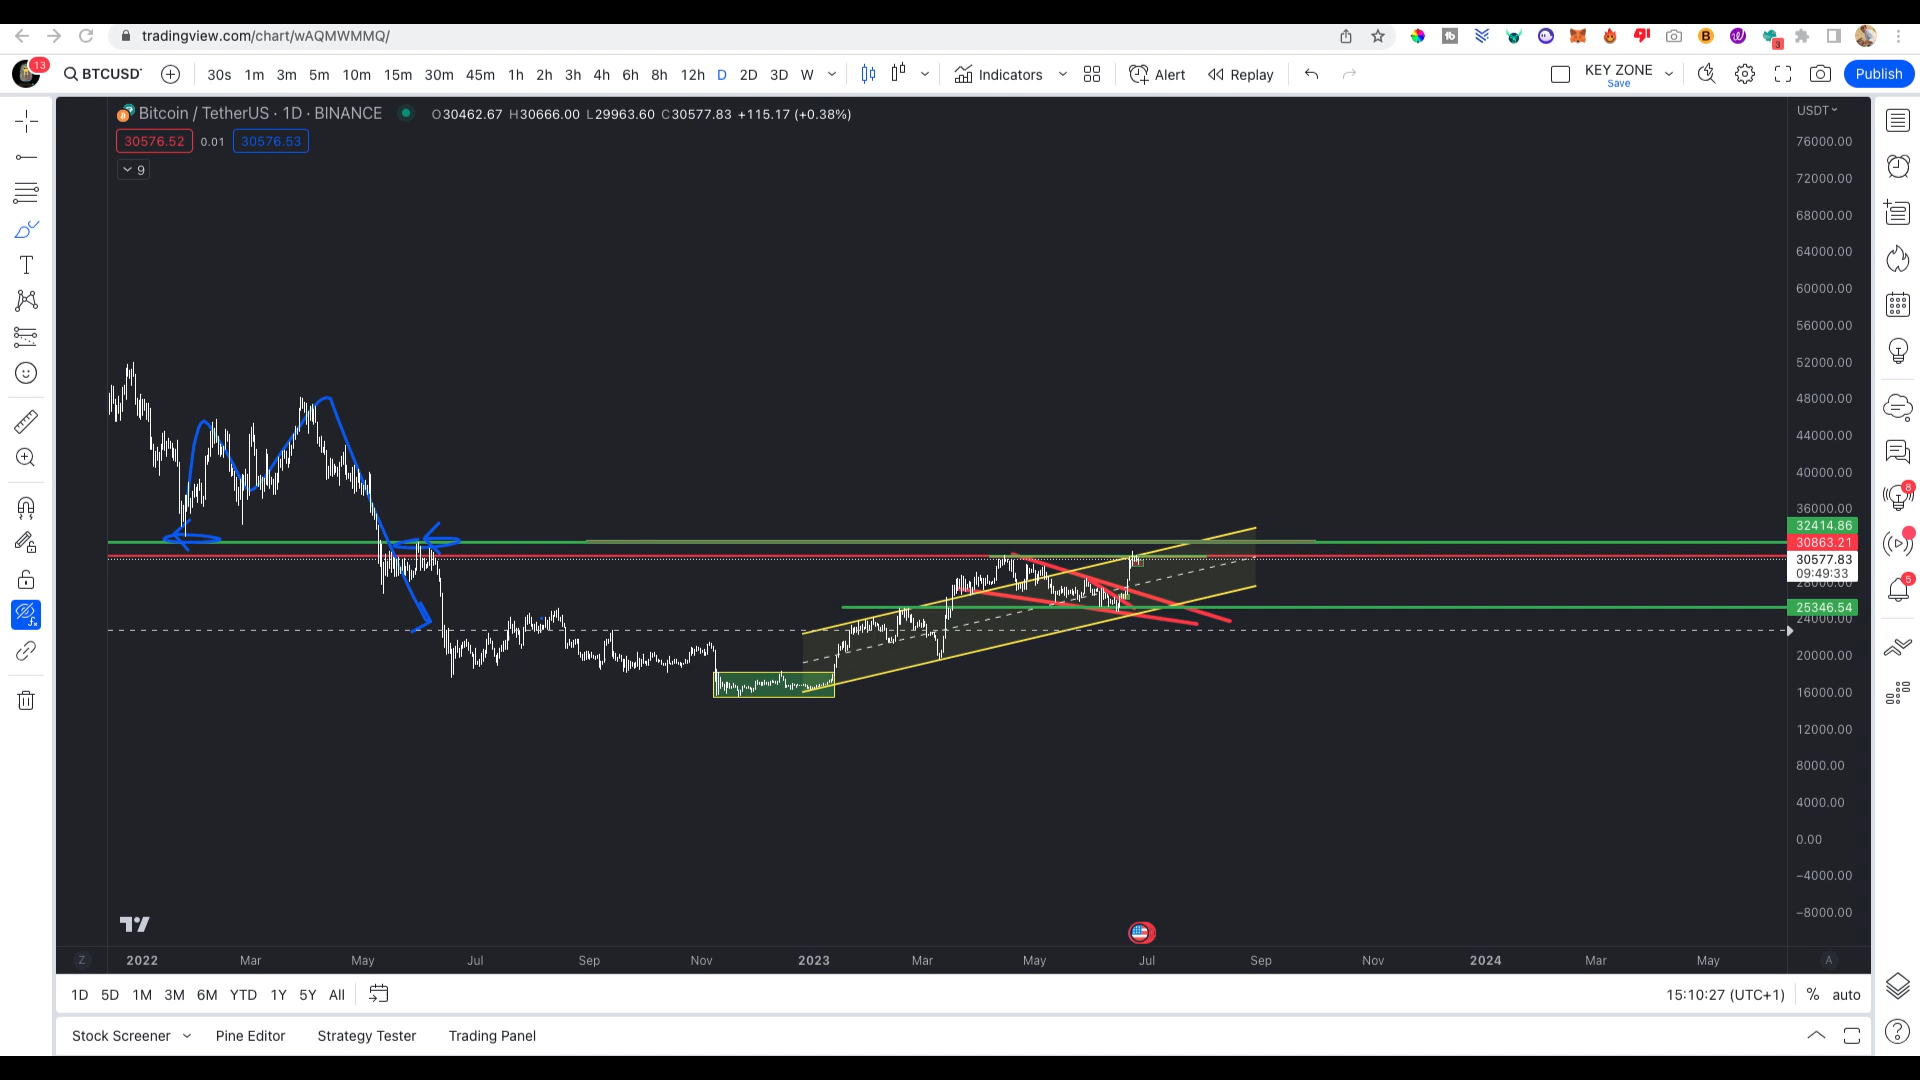 tradingview.com/chart/wAQMWMMQ/
3
13
BTCUSD
30s 1m 3m 5m 10m 15m 30m 45m 1h 2h 3h 4h 6h 8h 12h D 2D 3D W
Indicators
Alert
Replay
KEY ZONE
Save
Publish
Bitcoin / TetherUS · 1D · BINANCE
O30462.67 H30666.00 L29963.60 C30577.83 +115.17 (+0.38%)
30576.52 0.01 30576.53
9
USDT
76000.00
72000.00
68000.00
64000.00
60000.00
56000.00
52000.00
48000.00
44000.00
40000.00
36000.00
32414.86
30863.21
30577.83
09:49:33
28000.00
25346.54
24000.00
20000.00
16000.00
12000.00
8000.00
4000.00
0.00
−4000.00
−8000.00
8
5
Z 2022 Mar May Jul Sep Nov 2023 Mar May Jul Sep Nov 2024 Mar May A
1D 5D 1M 3M 6M YTD 1Y 5Y All
15:10:27 (UTC+1) % auto
Stock Screener Pine Editor Strategy Tester Trading Panel